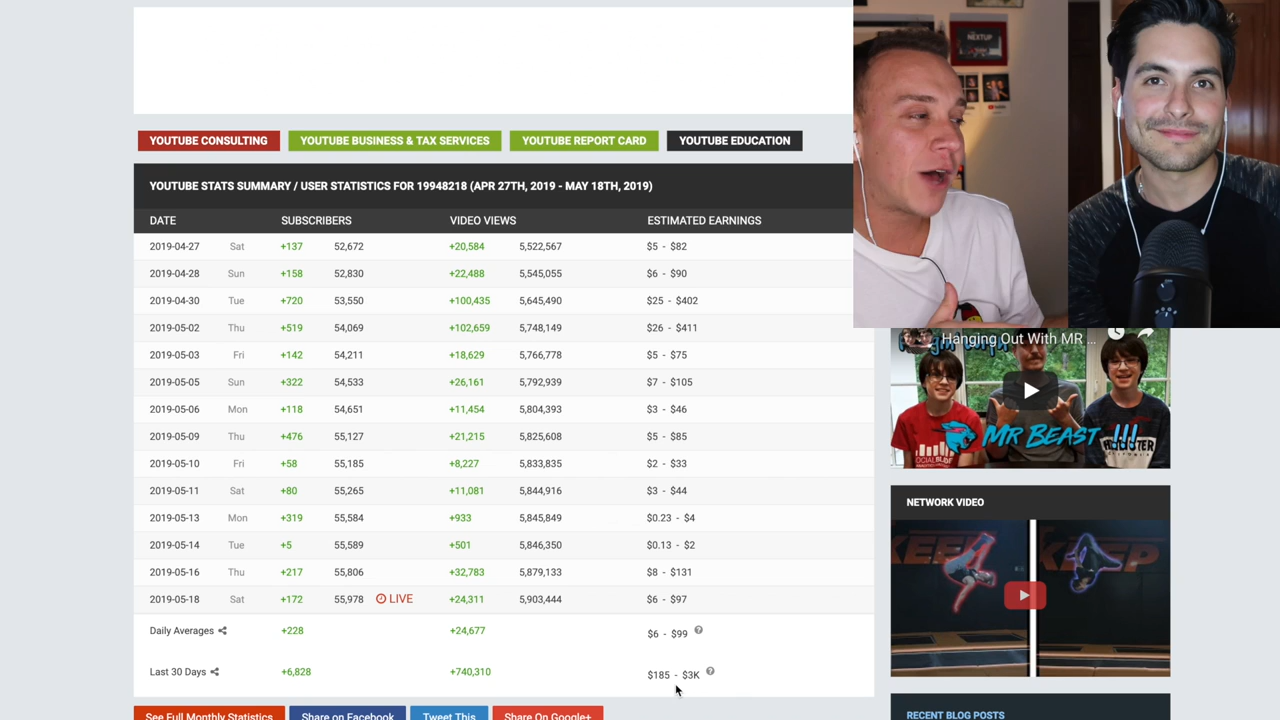 NEXTUP
YOUTUBE CONSULTING YOUTUBE BUSINESS & TAX SERVICES YOUTUBE REPORT CARD YOUTUBE EDUCATION
YOUTUBE STATS SUMMARY / USER STATISTICS FOR 19948218 (APR 27TH, 2019 - MAY 18TH, 2019)
DATE SUBSCRIBERS VIDEO VIEWS ESTIMATED EARNINGS
2019-04-27 Sat +137 52,672 +20,584 5,522,567 $5 - $82
2019-04-28 Sun +158 52,830 +22,488 5,545,055 $6 - $90
2019-04-30 Tue +720 53,550 +100,435 5,645,490 $25 - $402
2019-05-02 Thu +519 54,069 +102,659 5,748,149 $26 - $411
2019-05-03 Fri +142 54,211 +18,629 5,766,778 $5 - $75
2019-05-05 Sun +322 54,533 +26,161 5,792,939 $7 - $105
2019-05-06 Mon +118 54,651 +11,454 5,804,393 $3 - $46
2019-05-09 Thu +476 55,127 +21,215 5,825,608 $5 - $85
2019-05-10 Fri +58 55,185 +8,227 5,833,835 $2 - $33
2019-05-11 Sat +80 55,265 +11,081 5,844,916 $3 - $44
2019-05-13 Mon +319 55,584 +933 5,845,849 $0.23 - $4
2019-05-14 Tue +5 55,589 +501 5,846,350 $0.13 - $2
2019-05-16 Thu +217 55,806 +32,783 5,879,133 $8 - $131
2019-05-18 Sat +172 55,978 LIVE +24,311 5,903,444 $6 - $97
Daily Averages +228 +24,677 $6 - $99
Last 30 Days +6,828 +740,310 $185 - $3K
See Full Monthly Statistics Share on Facebook Tweet This Share On Google+
Hanging Out With MR ...
MR BEAST !!!
NETWORK VIDEO
KEEP KEEP
RECENT BLOG POSTS